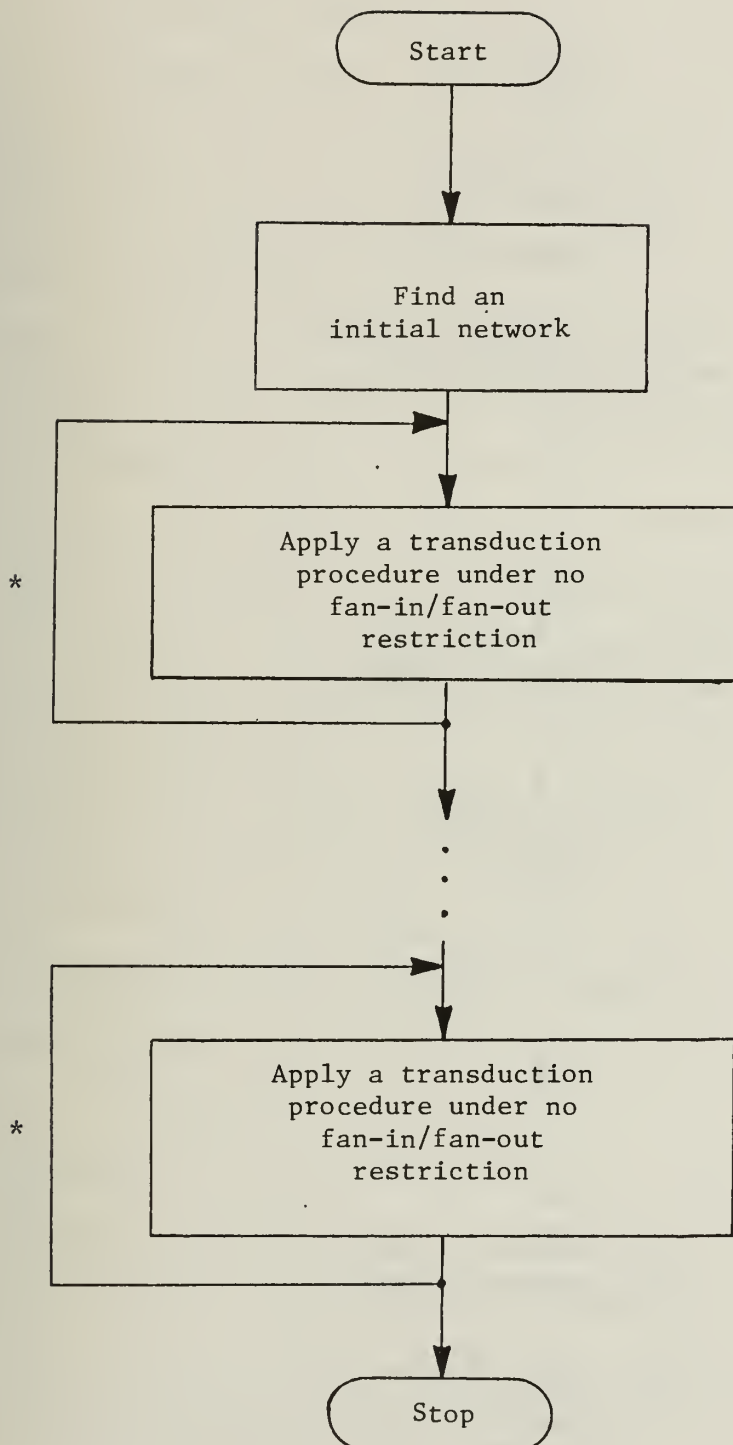 Start
Find an
initial network
*
Apply a transduction
procedure under no
fan-in/fan-out
restriction
*
Apply a transduction
procedure under no
fan-in/fan-out
restriction
Stop